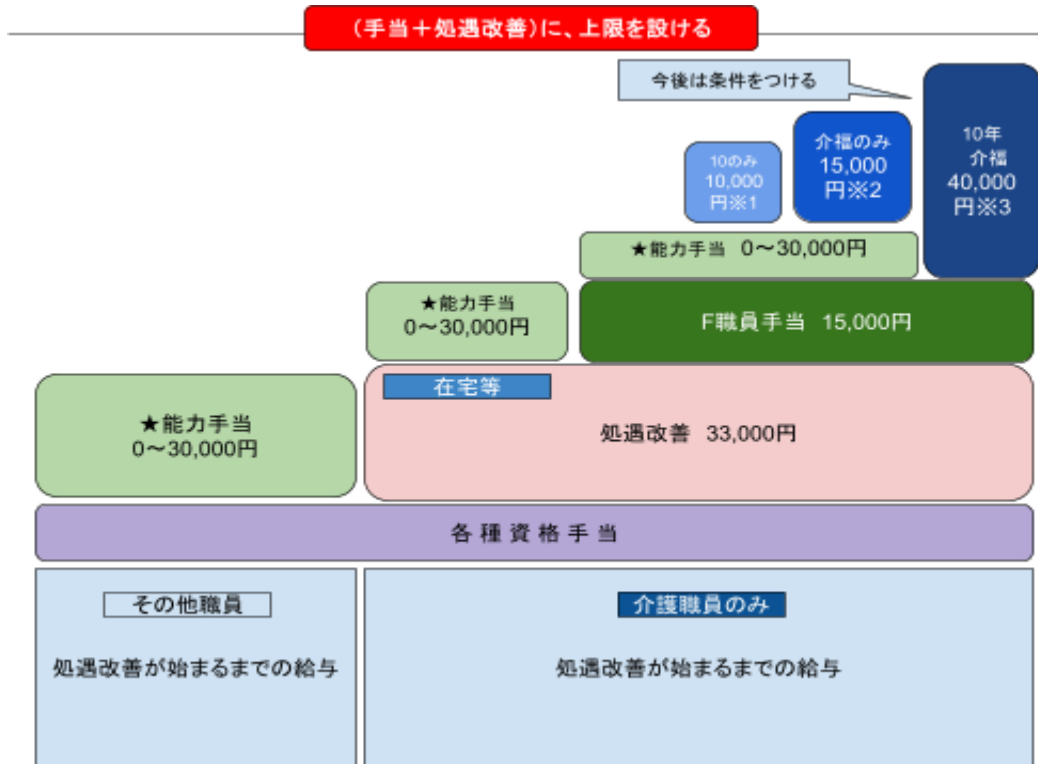 (手当＋処遇改善)に、上限を設ける
今後は条件をつける
10のみ
10,000
円※1
介福のみ
15,000
円※2
10年
介福
40,000
円※3
★能力手当 0～30,000円
★能力手当
0～30,000円
F職員手当 15,000円
★能力手当
0～30,000円
在宅等
処遇改善 33,000円
各種資格手当
その他職員
処遇改善が始まるまでの給与
介護職員のみ
処遇改善が始まるまでの給与